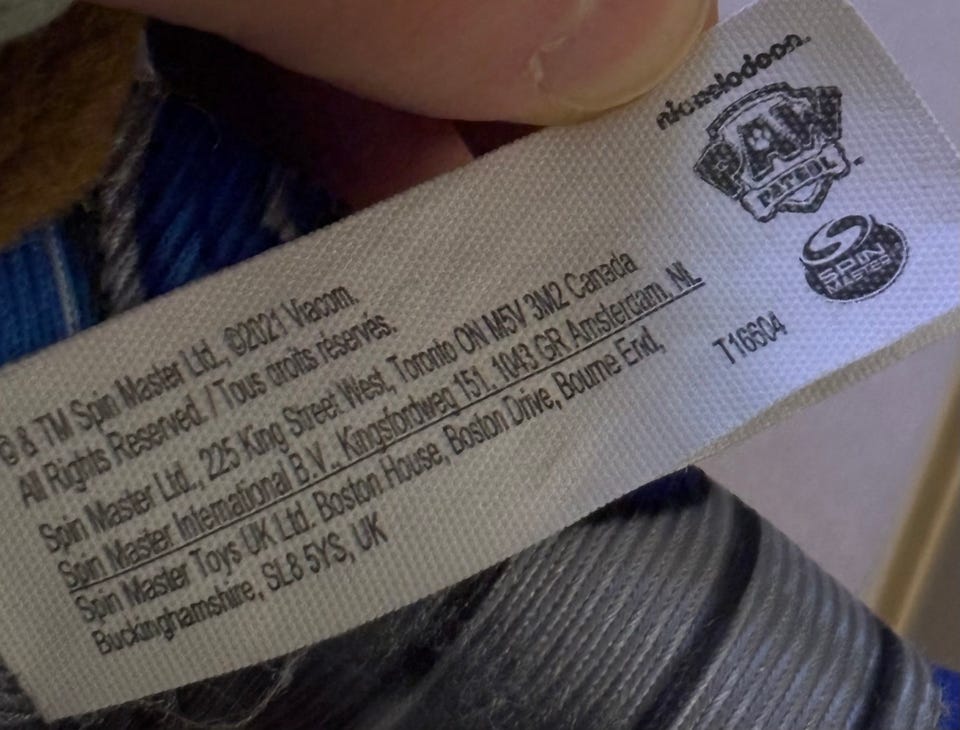 nickelodeon.
PAW
PATROL
™
SPIN
MASTER
T16604
© & TM Spin Master Ltd., ©2021 Viacom.
All Rights Reserved. / Tous droits réservés.
Spin Master Ltd., 225 King Street West, Toronto ON M5V 3M2 Canada
Spin Master International B.V., Kingsfordweg 151, 1043 GR Amsterdam, NL
Spin Master Toys UK Ltd. Boston House, Boston Drive, Bourne End,
Buckinghamshire, SL8 5YS, UK